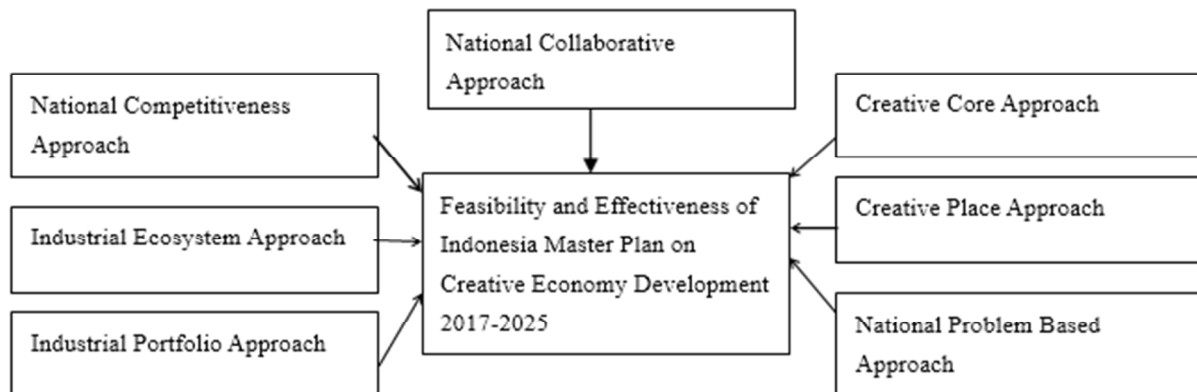 National Collaborative
Approach
National Competitiveness
Approach
Industrial Ecosystem Approach
Industrial Portfolio Approach
Feasibility and Effectiveness of
Indonesia Master Plan on
Creative Economy Development
2017-2025
Creative Core Approach
Creative Place Approach
National Problem Based
Approach